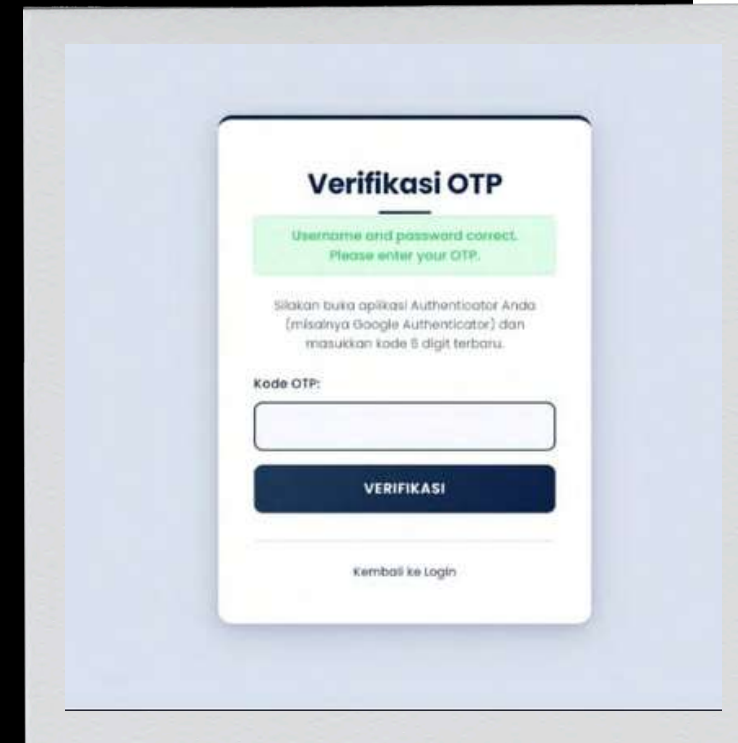 Verifikasi OTP
Username and password correct.
Please enter your OTP.
Silakan buka aplikasi Authenticator Anda
(misalnya Google Authenticator) dan
masukkan kode 6 digit terbaru.
Kode OTP:
VERIFIKASI
Kembali ke Login